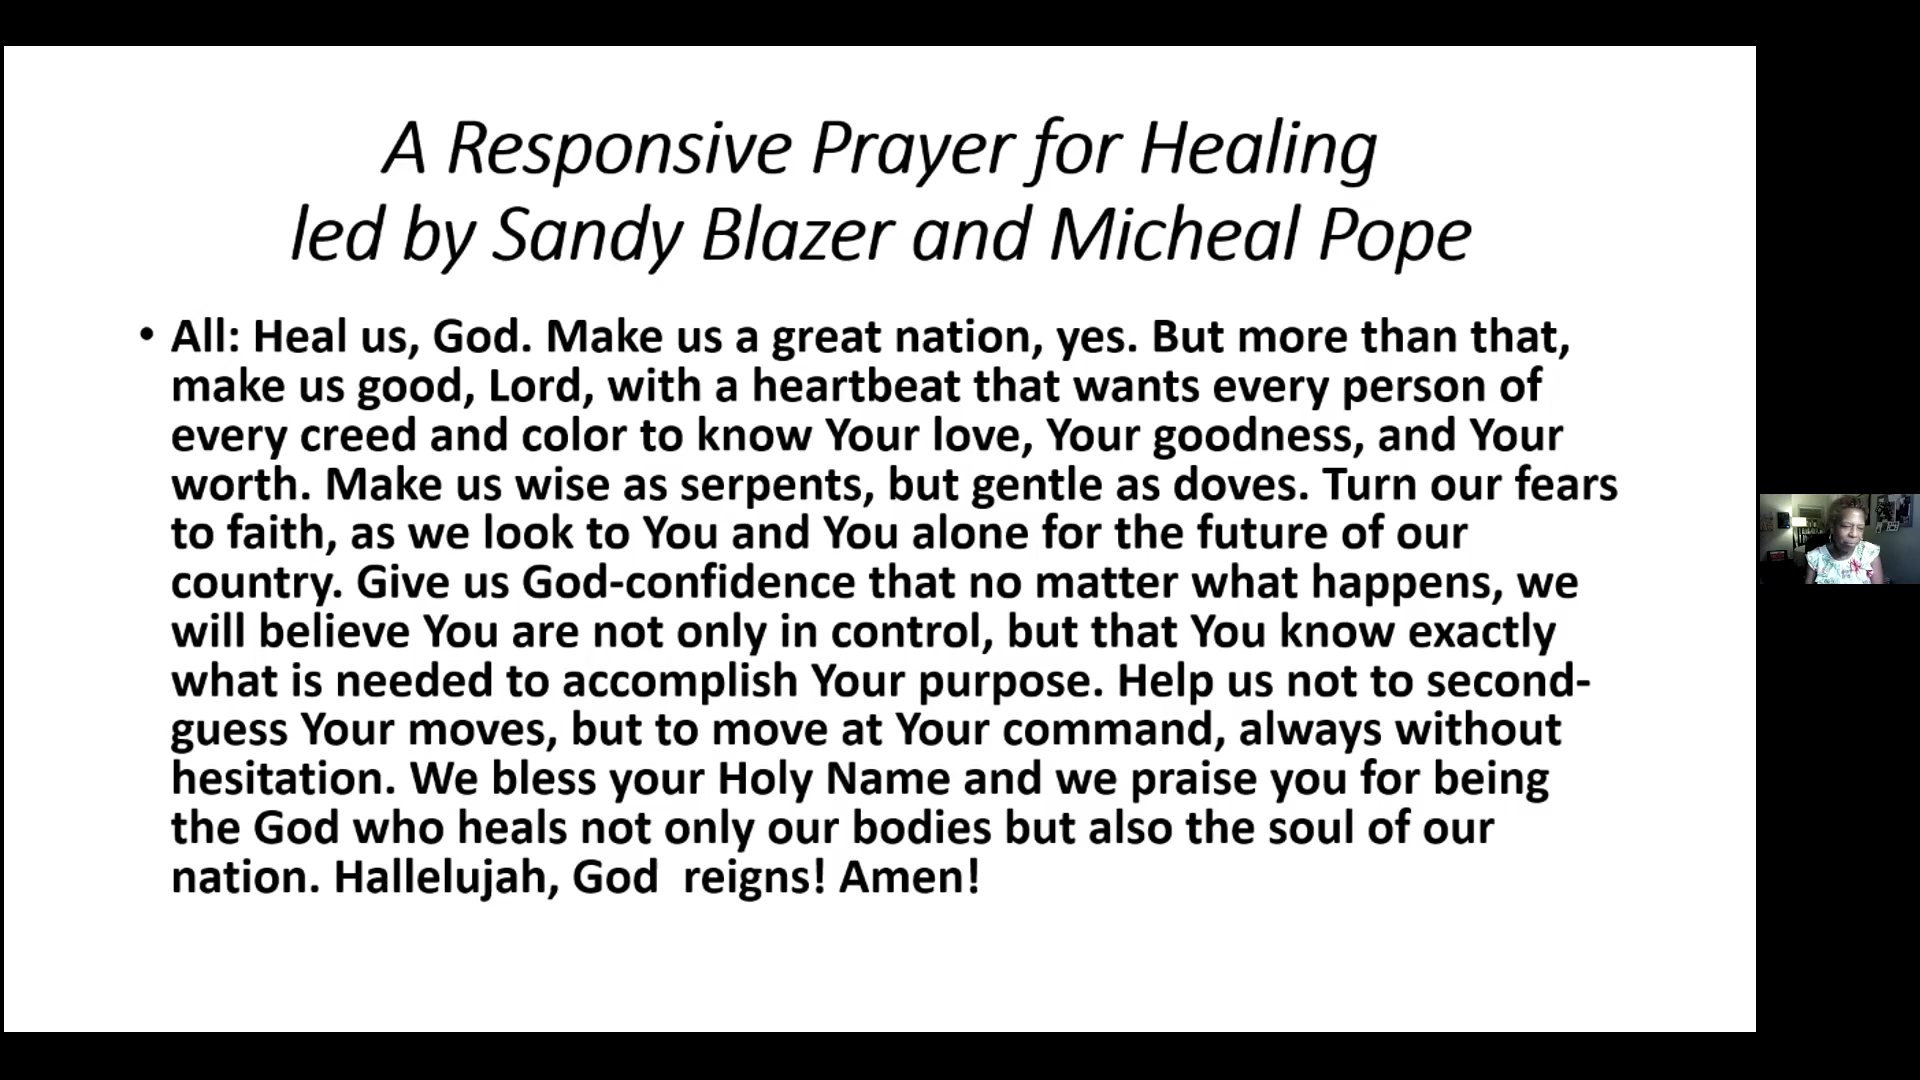 A Responsive Prayer for Healing
led by Sandy Blazer and Micheal Pope
• All: Heal us, God. Make us a great nation, yes. But more than that,
make us good, Lord, with a heartbeat that wants every person of
every creed and color to know Your love, Your goodness, and Your
worth. Make us wise as serpents, but gentle as doves. Turn our fears
to faith, as we look to You and You alone for the future of our
country. Give us God-confidence that no matter what happens, we
will believe You are not only in control, but that You know exactly
what is needed to accomplish Your purpose. Help us not to second-
guess Your moves, but to move at Your command, always without
hesitation. We bless your Holy Name and we praise you for being
the God who heals not only our bodies but also the soul of our
nation. Hallelujah, God  reigns! Amen!